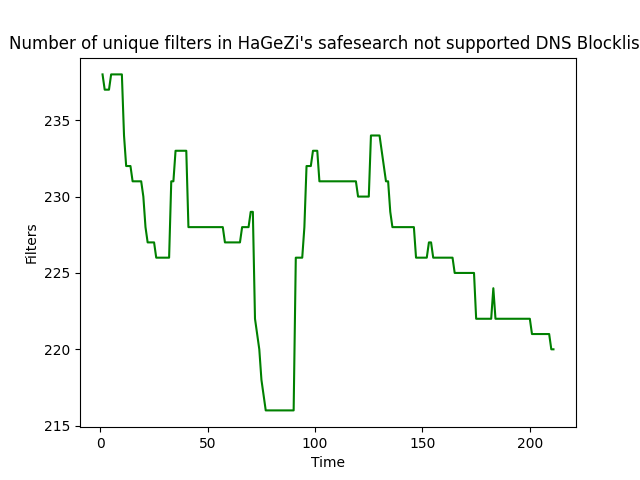 Number of unique filters in HaGeZi's safesearch not supported DNS Blocklis
235
230
225
220
215
Filters
0 50 100 150 200
Time